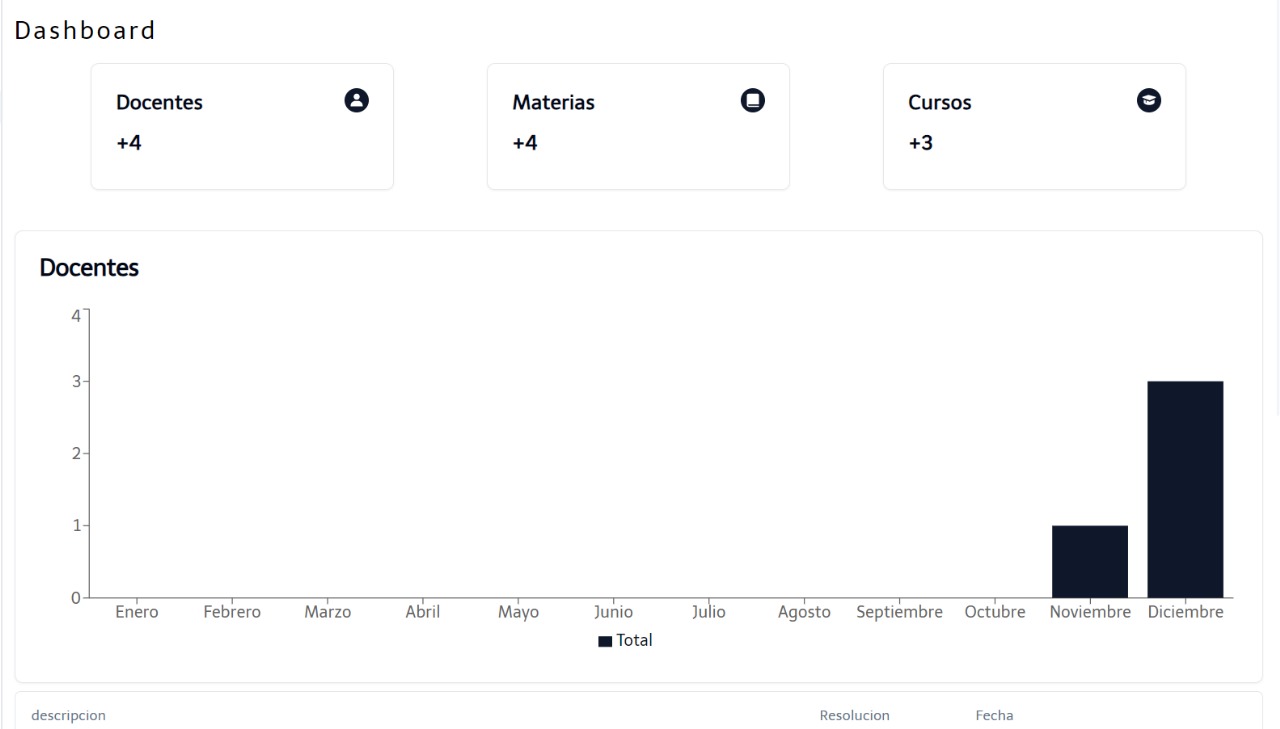 Dashboard
Docentes
+4
Materias
+4
Cursos
+3
Docentes
4
3
2
1
0
Enero Febrero Marzo Abril Mayo Junio Julio Agosto Septiembre Octubre Noviembre Diciembre
Total
descripcion Resolucion Fecha